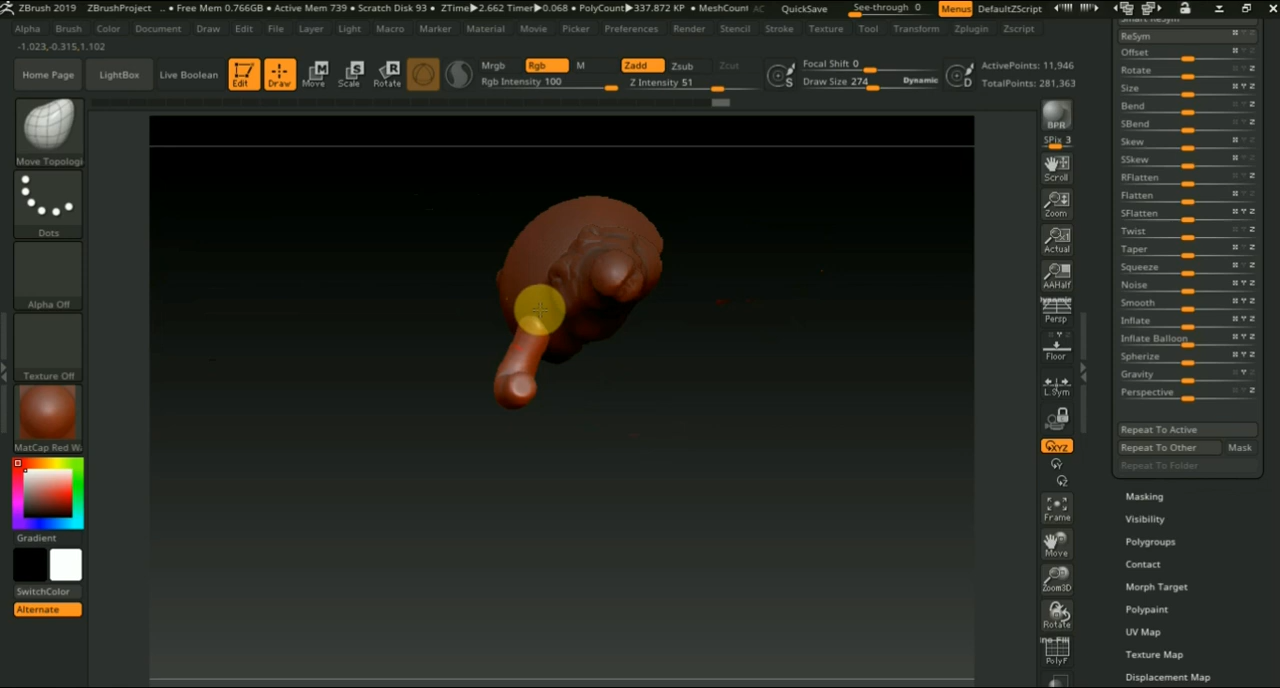 ZBrush 2019 ZBrushProject .. • Free Mem 0.766GB • Active Mem 739 • Scratch Disk 93 • ZTime▶2.662 Timer▶0.068 • PolyCount▶337.872 KP • MeshCount AC QuickSave See-through 0 Menus DefaultZScript
Alpha Brush Color Document Draw Edit File Layer Light Macro Marker Material Movie Picker Preferences Render Stencil Stroke Texture Tool Transform Zplugin Zscript
-1.023,-0.315,1.102
Home Page LightBox Live Boolean Edit Draw Move Scale Rotate
Mrgb Rgb M Zadd Zsub Zcut
Rgb Intensity 100 Z Intensity 51
Focal Shift 0
Draw Size 274 Dynamic
S
D
ActivePoints: 11,946
TotalPoints: 281,363
Move Topologi
Dots
Alpha Off
Texture Off
MatCap Red Wa
Gradient
SwitchColor
Alternate
BPR
SPix 3
Scroll
Zoom
Actual
AAHalf
Dynamic
Persp
Floor
L.Sym
XYZ
Y
Z
Frame
Move
Zoom3D
Rotate
PolyF
Smart ReSym
ReSym
Offset
Rotate
Size
Bend
SBend
Skew
SSkew
RFlatten
Flatten
SFlatten
Twist
Taper
Squeeze
Noise
Smooth
Inflate
Inflate Balloon
Spherize
Gravity
Perspective
Repeat To Active
Repeat To Other Mask
Repeat To Folder
Masking
Visibility
Polygroups
Contact
Morph Target
Polypaint
UV Map
Texture Map
Displacement Map